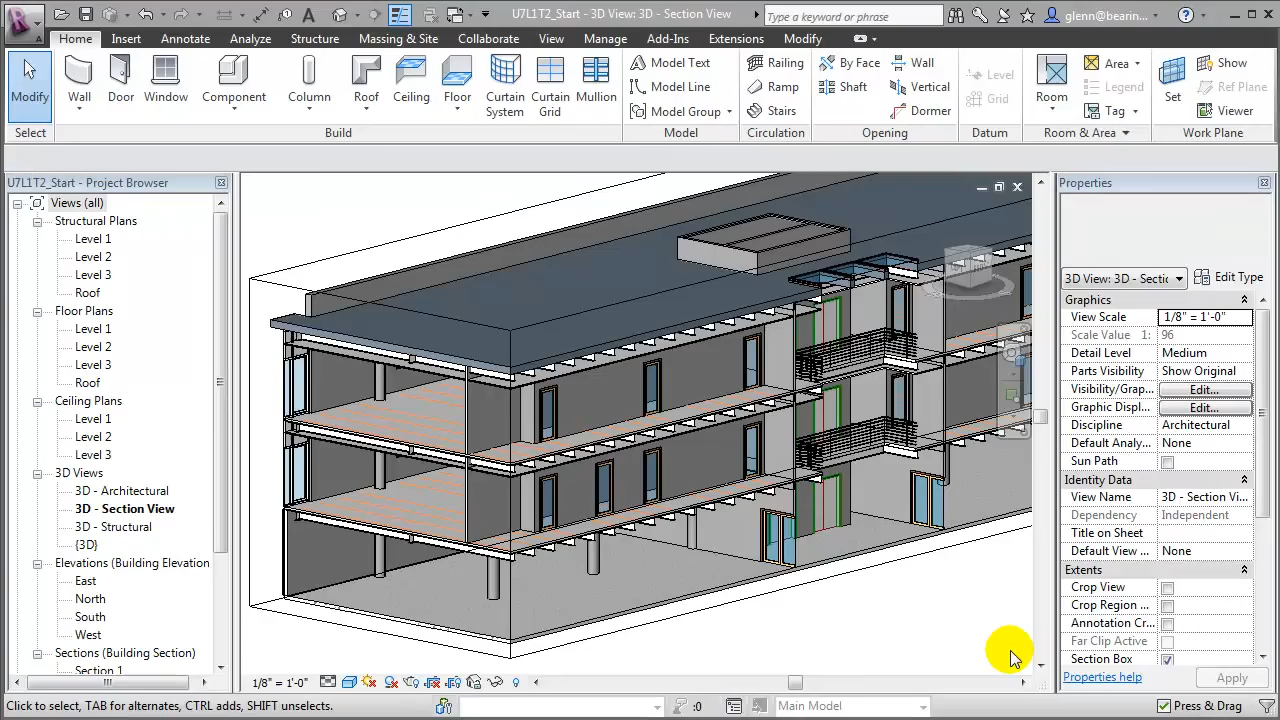 U7L1T2_Start - 3D View: 3D - Section View
Type a keyword or phrase
glenn@bearin...
Home Insert Annotate Analyze Structure Massing & Site Collaborate View Manage Add-Ins Extensions Modify
Modify Wall Door Window Component Column Roof Ceiling Floor Curtain System Curtain Grid Mullion
Model Text
Model Line
Model Group
Railing
Ramp
Stairs
By Face
Shaft
Wall
Vertical
Dormer
Level
Grid
Room
Area
Legend
Tag
Set
Show
Ref Plane
Viewer
Select Build Model Circulation Opening Datum Room & Area Work Plane
U7L1T2_Start - Project Browser
Views (all)
Structural Plans
Level 1
Level 2
Level 3
Roof
Floor Plans
Level 1
Level 2
Level 3
Roof
Ceiling Plans
Level 1
Level 2
Level 3
3D Views
3D - Architectural
3D - Section View
3D - Structural
{3D}
Elevations (Building Elevation
East
North
South
West
Sections (Building Section)
Section 1
Properties
3D View: 3D - Sectic Edit Type
Graphics
View Scale 1/8" = 1'-0"
Scale Value 1: 96
Detail Level Medium
Parts Visibility Show Original
Visibility/Grap... Edit...
Graphic Displ... Edit...
Discipline Architectural
Default Analy... None
Sun Path
Identity Data
View Name 3D - Section Vi...
Dependency Independent
Title on Sheet
Default View ... None
Extents
Crop View
Crop Region ...
Annotation Cr...
Far Clip Active
Section Box
Properties help Apply
1/8" = 1'-0"
Click to select, TAB for alternates, CTRL adds, SHIFT unselects. :0 Main Model Press & Drag